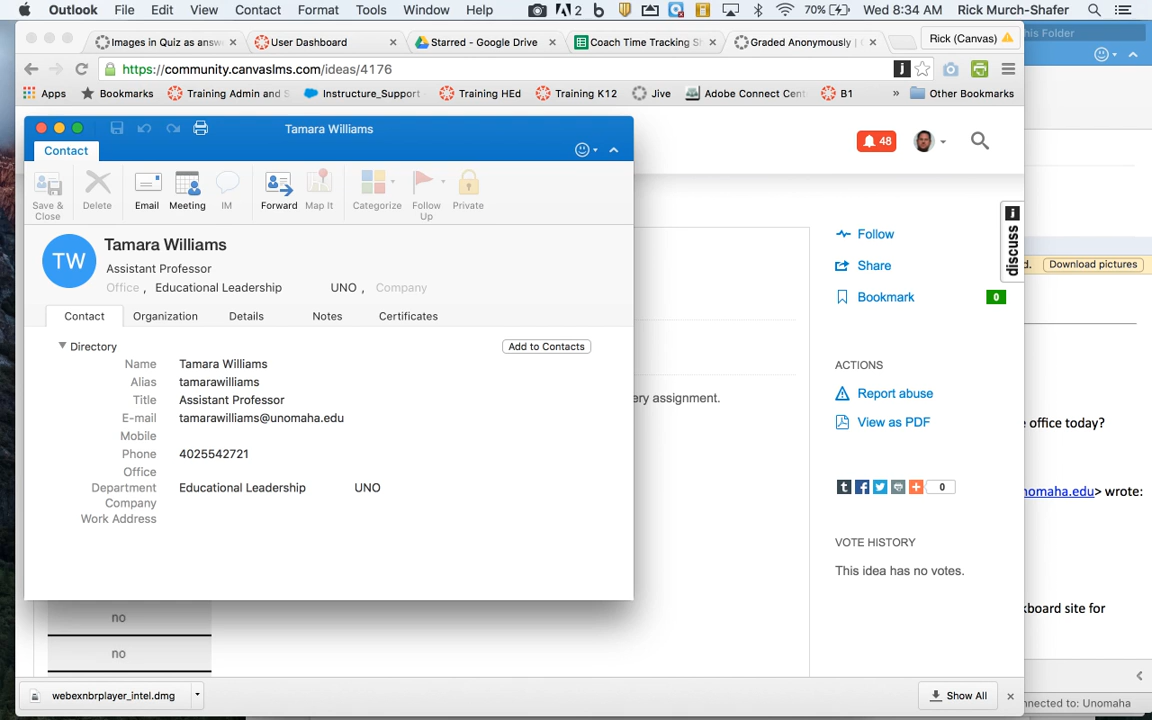 Outlook File Edit View Contact Format Tools Window Help 2 70% Wed 8:34 AM Rick Murch-Shafer
Images in Quiz as answ × User Dashboard × Starred - Google Drive × Coach Time Tracking S × Graded Anonymously | × Rick (Canvas)
his Folder
https://community.canvaslms.com/ideas/4176
Apps Bookmarks Training Admin and S Instructure_Support Training HEd Training K12 Jive Adobe Connect Cent B1 » Other Bookmarks
Tamara Williams
48
Contact
Save & Close
Delete
Email
Meeting
IM
Forward
Map It
Categorize
Follow Up
Private
TW
Tamara Williams
Assistant Professor
Office , Educational Leadership UNO , Company
Contact Organization Details Notes Certificates
Directory
Add to Contacts
Name Tamara Williams
Alias tamarawilliams
Title Assistant Professor
E-mail tamarawilliams@unomaha.edu
Mobile
Phone 4025542721
Office
Department Educational Leadership UNO
Company
Work Address
ery assignment.
no
no
Follow
Share
Bookmark 0
ACTIONS
Report abuse
View as PDF
0
VOTE HISTORY
This idea has no votes.
j discuss
d. Download pictures
e office today?
nomaha.edu> wrote:
kboard site for
nnected to: Unomaha
webexnbrplayer_intel.dmg
Show All ×